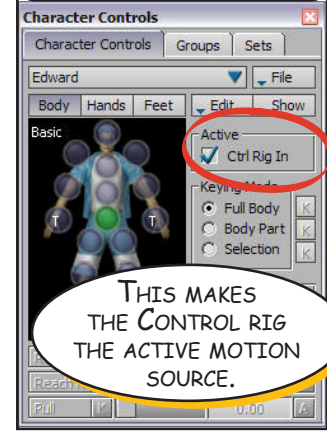 Character Controls
Character Controls Groups Sets
Edward File
Body Hands Feet Edit Show
Basic
Active
Ctrl Rig In
Keying Mode
Full Body K
Body Part K
Selection K
T T
THIS MAKES
THE CONTROL RIG
THE ACTIVE MOTION
SOURCE.
Reach
Pull K 0.00 A